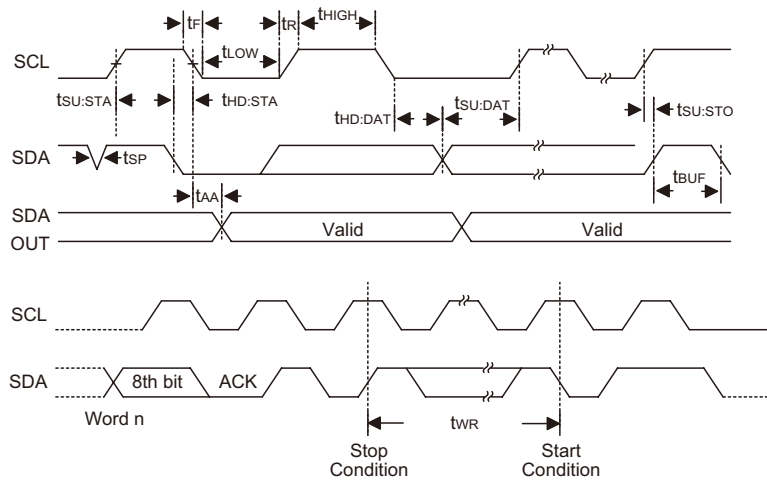 tF tR tHIGH
SCL
tLOW
tSU:STA tHD:STA tHD:DAT tSU:DAT tSU:STO
SDA
tSP tBUF
tAA
SDA
OUT
Valid Valid
SCL
SDA
8th bit ACK
Word n
tWR
Stop
Condition
Start
Condition